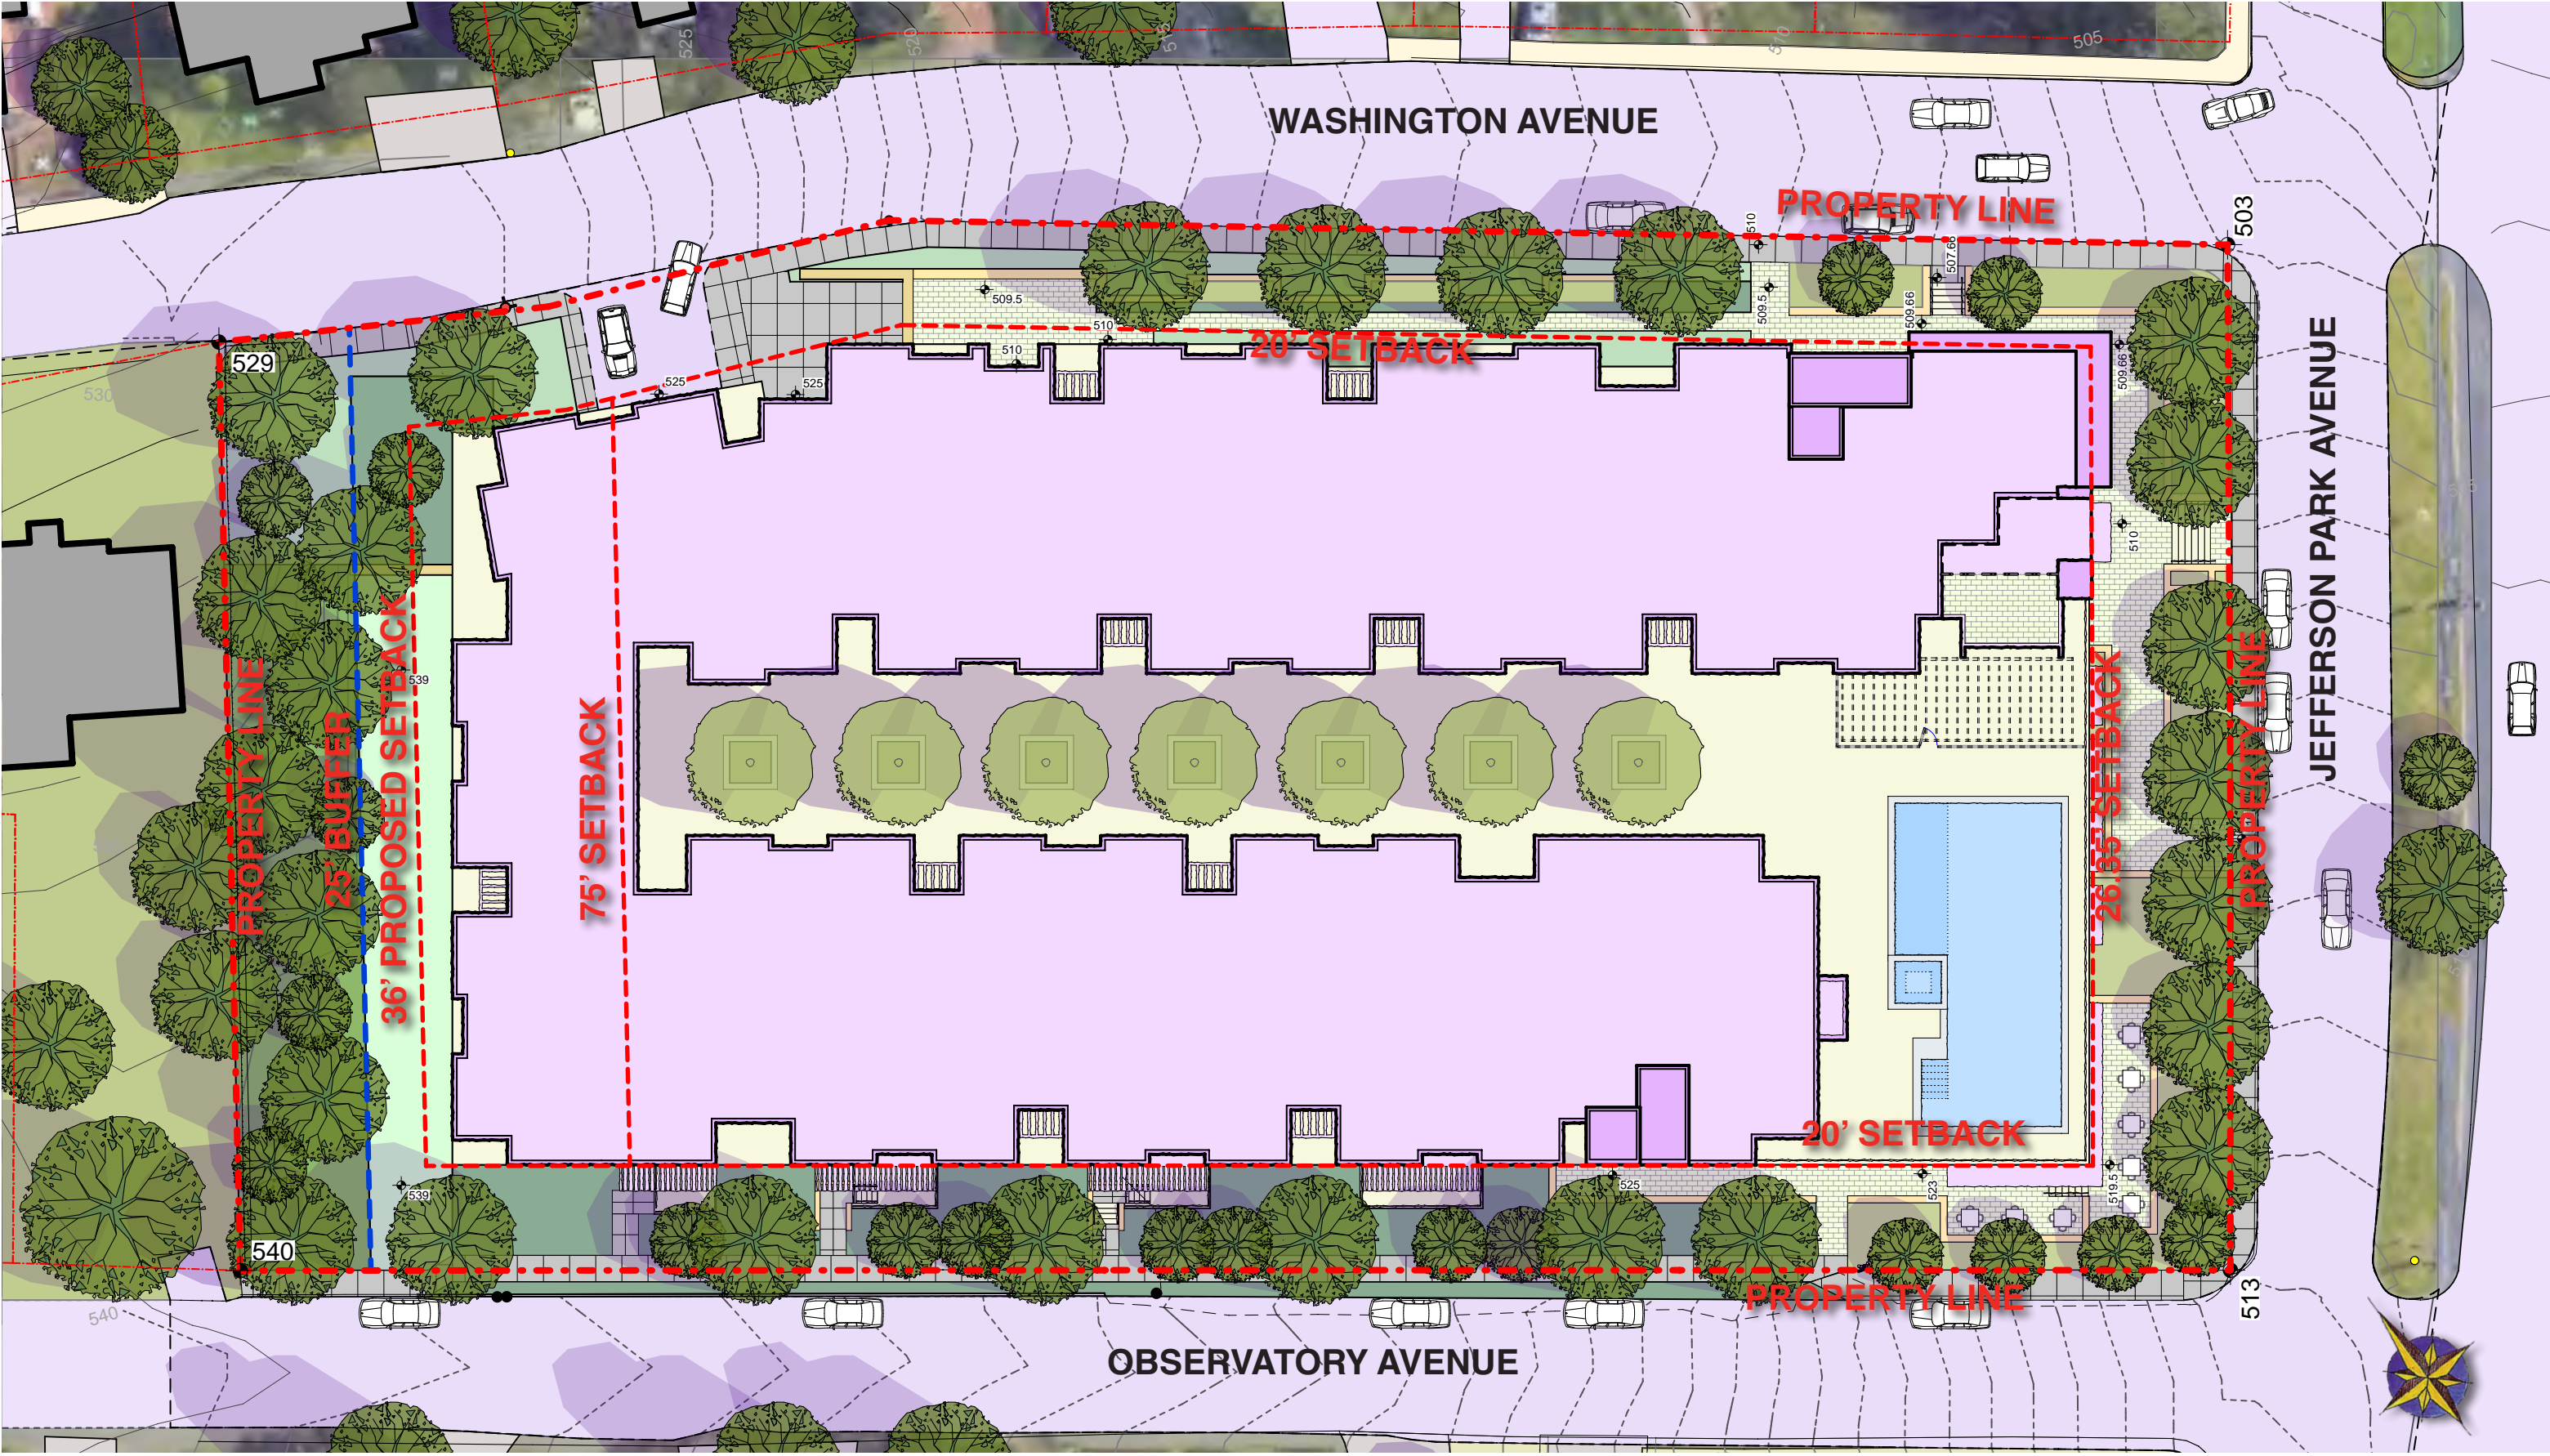 525
520
515
510
505
WASHINGTON AVENUE
PROPERTY LINE
503
510
507.66
529
530
509.5
509.5
509.66
510
510
20' SETBACK
525
525
509.66
JEFFERSON PARK AVENUE
510
539
PROPERTY LINE
25' BUFFER
36' PROPOSED SETBACK
75' SETBACK
26.35' SETBACK
PROPERTY LINE
20' SETBACK
539
525
523
519.5
540
540
PROPERTY LINE
513
OBSERVATORY AVENUE